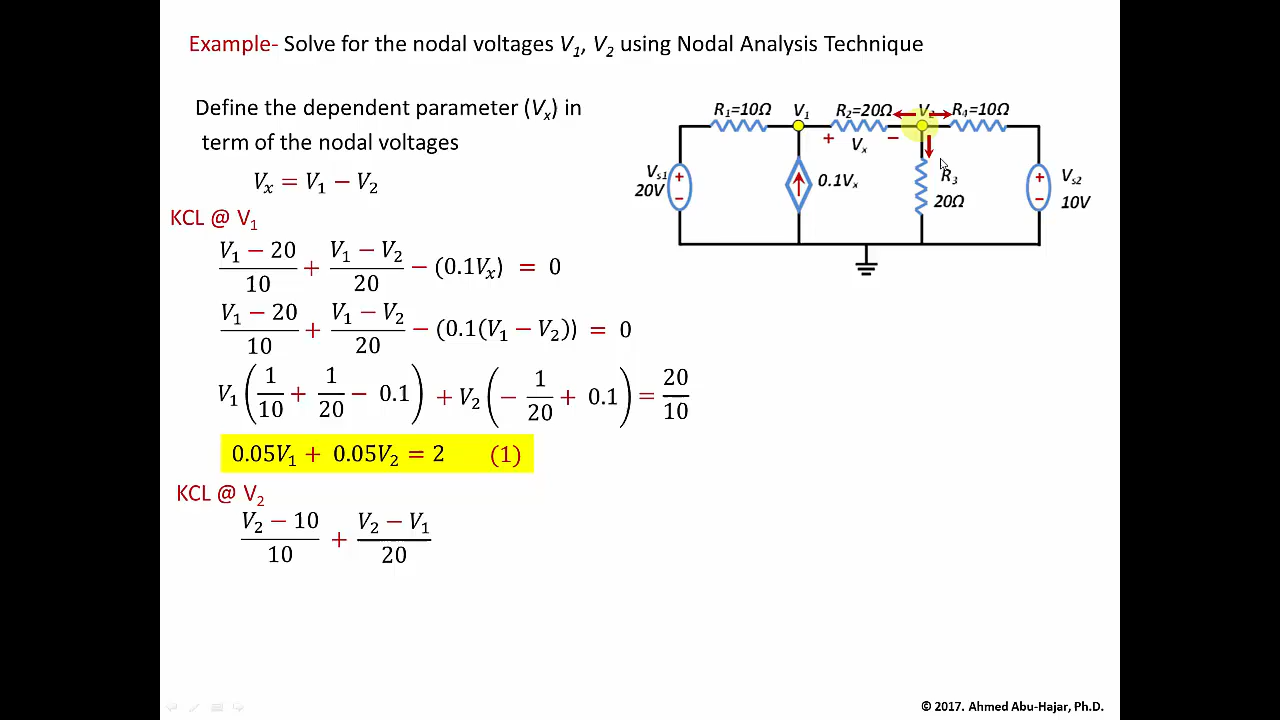 Example- Solve for the nodal voltages V₁, V₂ using Nodal Analysis Technique
Define the dependent parameter (Vₓ) in
term of the nodal voltages
Vₓ = V₁ − V₂
KCL @ V₁
(V₁ − 20)/10 + (V₁ − V₂)/20 − (0.1Vₓ) = 0
(V₁ − 20)/10 + (V₁ − V₂)/20 − (0.1(V₁ − V₂)) = 0
V₁(1/10 + 1/20 − 0.1) + V₂(− 1/20 + 0.1) = 20/10
0.05V₁ + 0.05V₂ = 2 (1)
KCL @ V₂
(V₂ − 10)/10 + (V₂ − V₁)/20
R₁=10Ω V₁ R₂=20Ω V₂ R₄=10Ω
+ Vₓ −
Vₛ₁
20V
+
−
0.1Vₓ
R₃
20Ω
+
−
Vₛ₂
10V
© 2017. Ahmed Abu-Hajar, Ph.D.